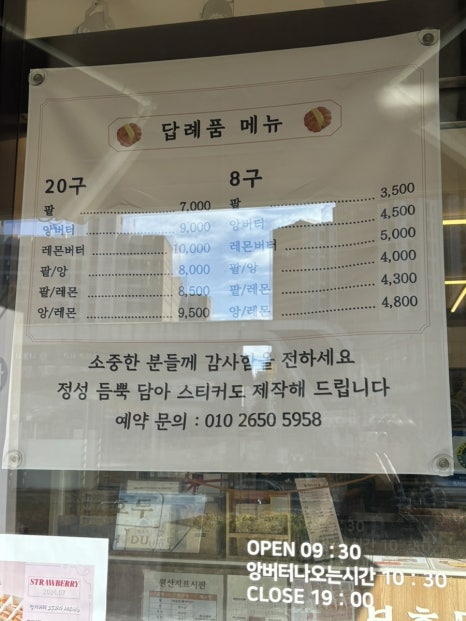 답례품 메뉴
20구
팥 7,000
앙버터 9,000
레몬버터 10,000
팥/앙 8,000
팥/레몬 8,500
앙/레몬 9,500
8구
팥 3,500
앙버터 4,500
레몬버터 5,000
팥/앙 4,000
팥/레몬 4,300
앙/레몬 4,800
소중한 분들께 감사함을 전하세요
정성 듬뿍 담아 스티커도 제작해 드립니다
예약 문의 : 010 2650 5958
STRAWBERRY
OPEN 09 : 30
앙버터나오는시간 10 : 30
CLOSE 19 : 00